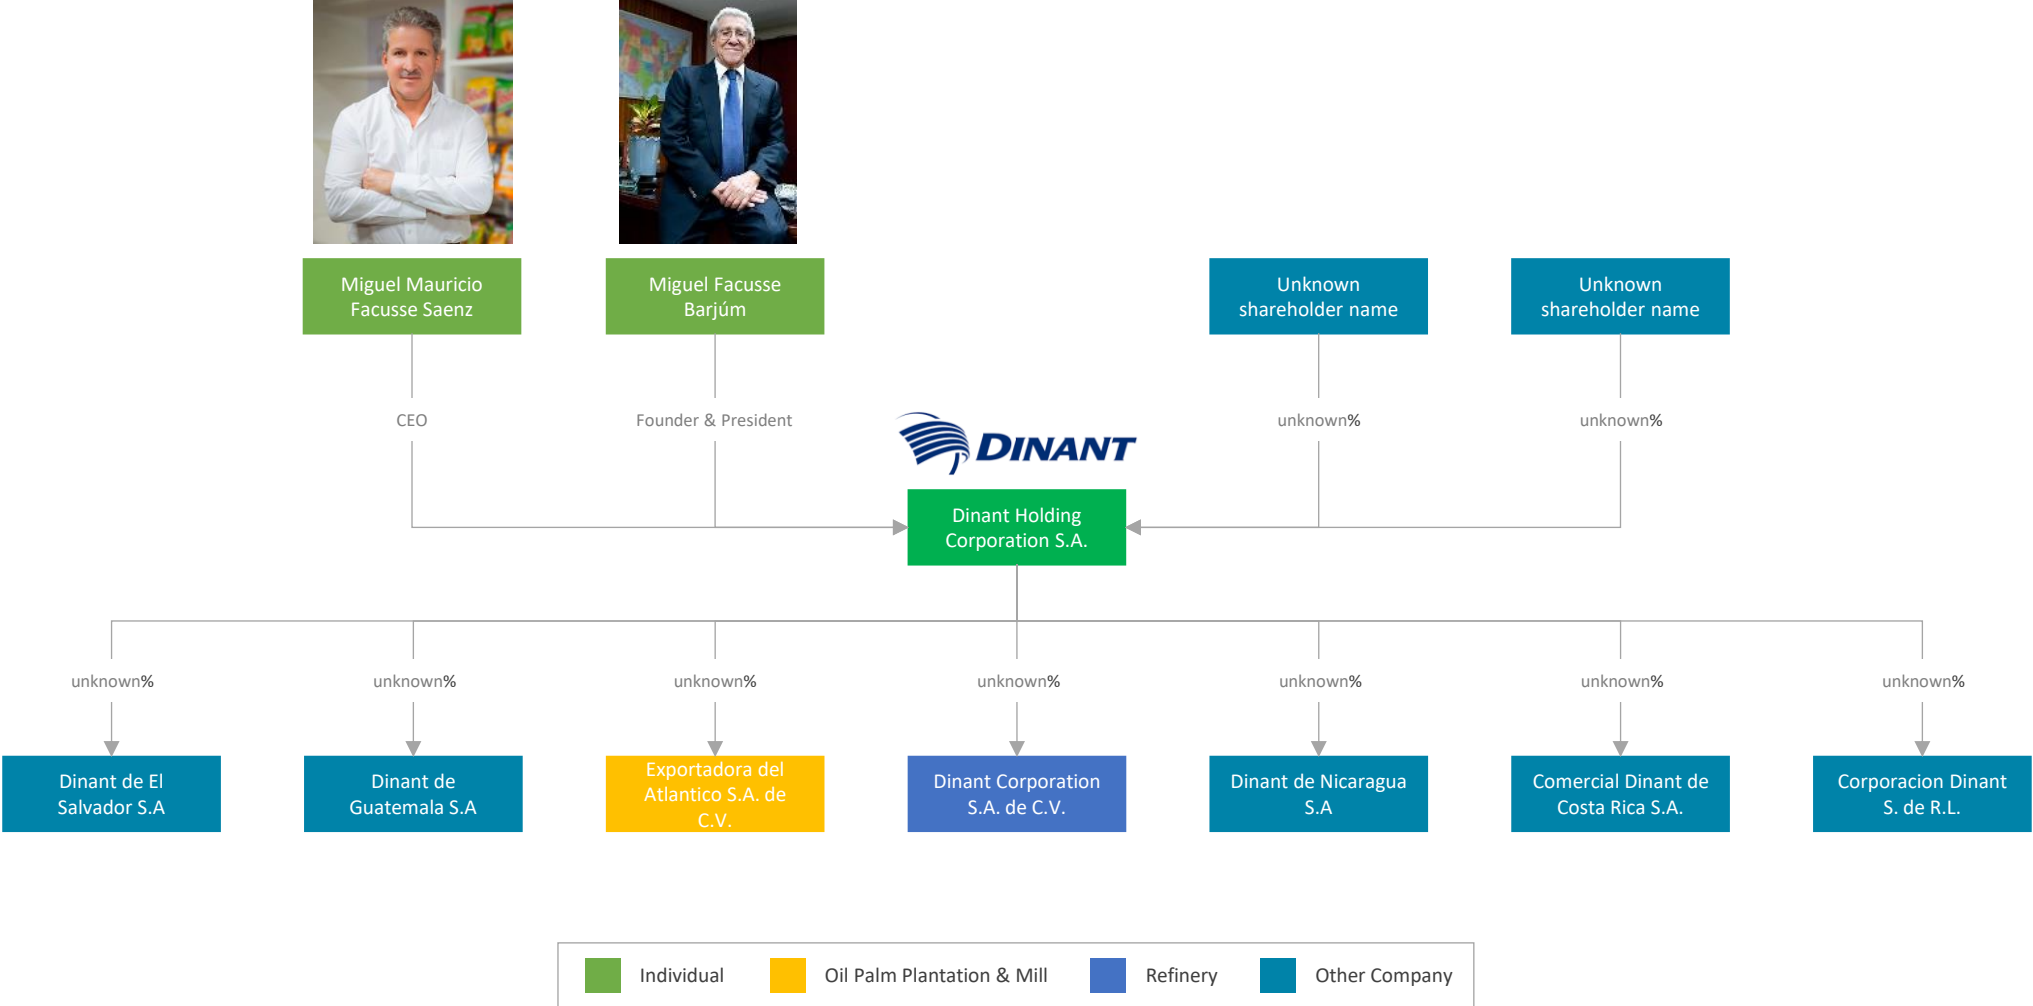 Miguel Mauricio
Facusse Saenz
Miguel Facusse
Barjúm
Unknown
shareholder name
Unknown
shareholder name
CEO
Founder & President
unknown%
unknown%
DINANT
Dinant Holding
Corporation S.A.
unknown%
unknown%
unknown%
unknown%
unknown%
unknown%
unknown%
Dinant de El
Salvador S.A
Dinant de
Guatemala S.A
Exportadora del
Atlantico S.A. de
C.V.
Dinant Corporation
S.A. de C.V.
Dinant de Nicaragua
S.A
Comercial Dinant de
Costa Rica S.A.
Corporacion Dinant
S. de R.L.
Individual
Oil Palm Plantation & Mill
Refinery
Other Company